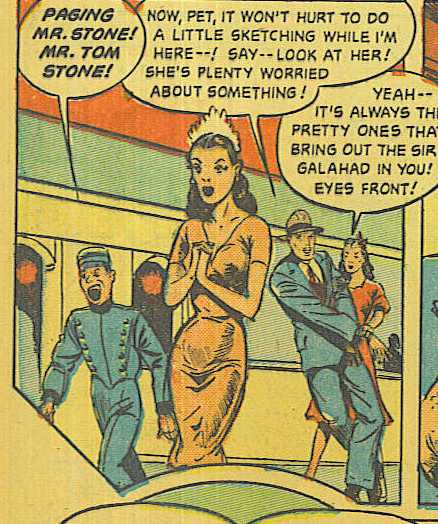 PAGING
MR. STONE!
MR. TOM
STONE!
NOW, PET, IT WON'T HURT TO DO
A LITTLE SKETCHING WHILE I'M
HERE--! SAY--LOOK AT HER!
SHE'S PLENTY WORRIED
ABOUT SOMETHING!
YEAH--
IT'S ALWAYS THE
PRETTY ONES THAT
BRING OUT THE SIR
GALAHAD IN YOU!
EYES FRONT!